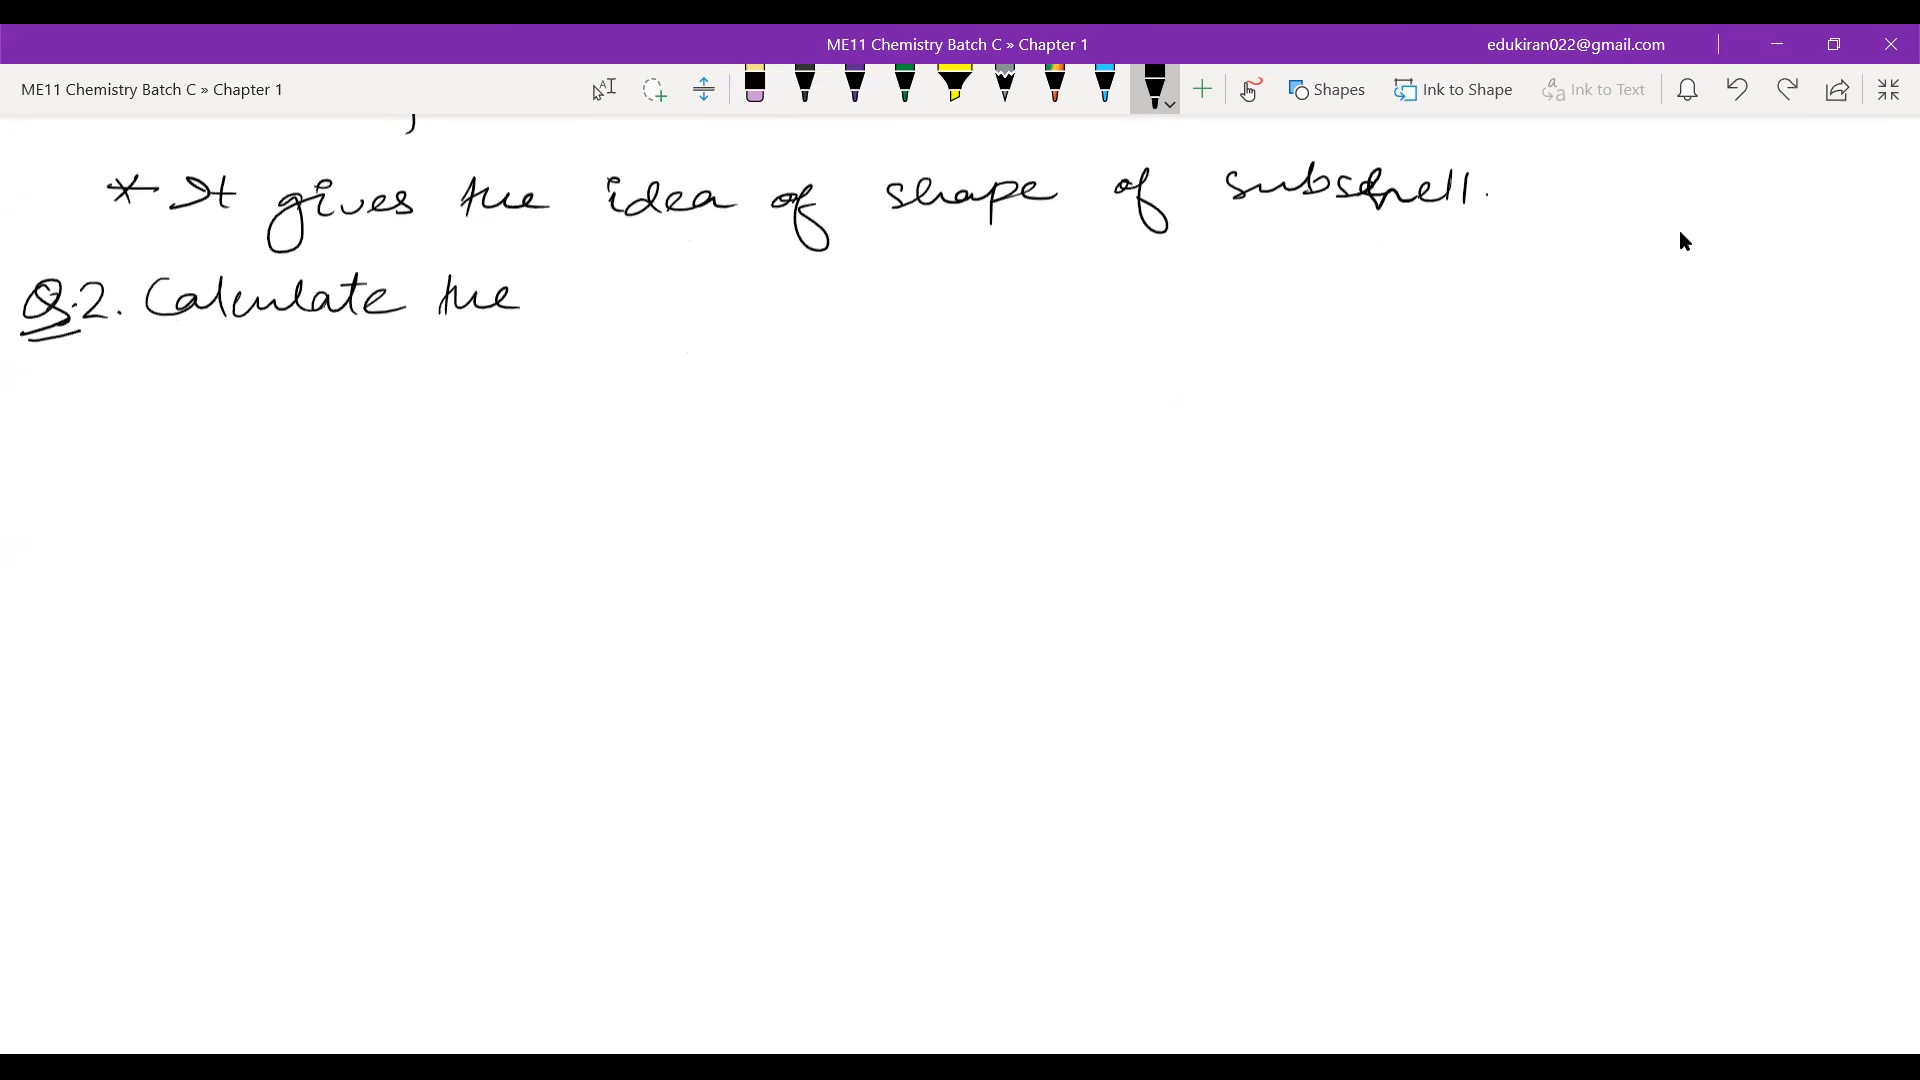 ME11 Chemistry Batch C » Chapter 1
edukiran022@gmail.com
ME11 Chemistry Batch C » Chapter 1
Shapes
Ink to Shape
Ink to Text
* It gives the idea of shape of subshell.
Q.2. Calculate the